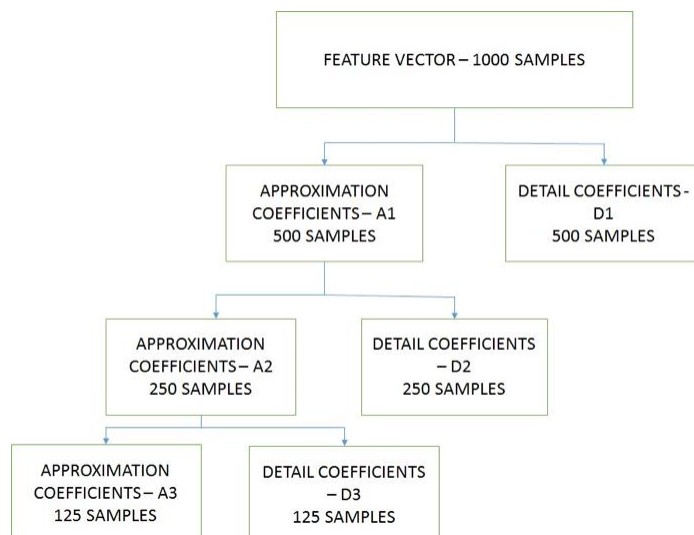 FEATURE VECTOR – 1000 SAMPLES
APPROXIMATION
COEFFICIENTS – A1
500 SAMPLES
DETAIL COEFFICIENTS -
D1
500 SAMPLES
APPROXIMATION
COEFFICIENTS – A2
250 SAMPLES
DETAIL COEFFICIENTS
– D2
250 SAMPLES
APPROXIMATION
COEFFICIENTS – A3
125 SAMPLES
DETAIL COEFFICIENTS
– D3
125 SAMPLES